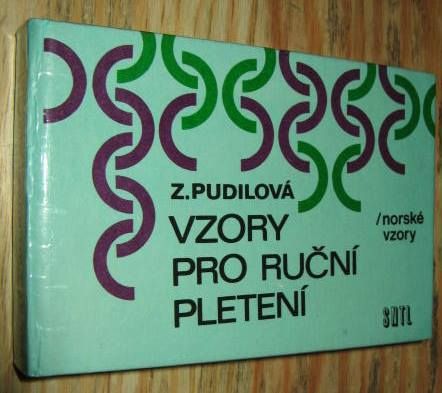 Z.PUDILOVÁ
VZORY
PRO RUČNÍ
PLETENÍ
/norské
vzory
SNTL